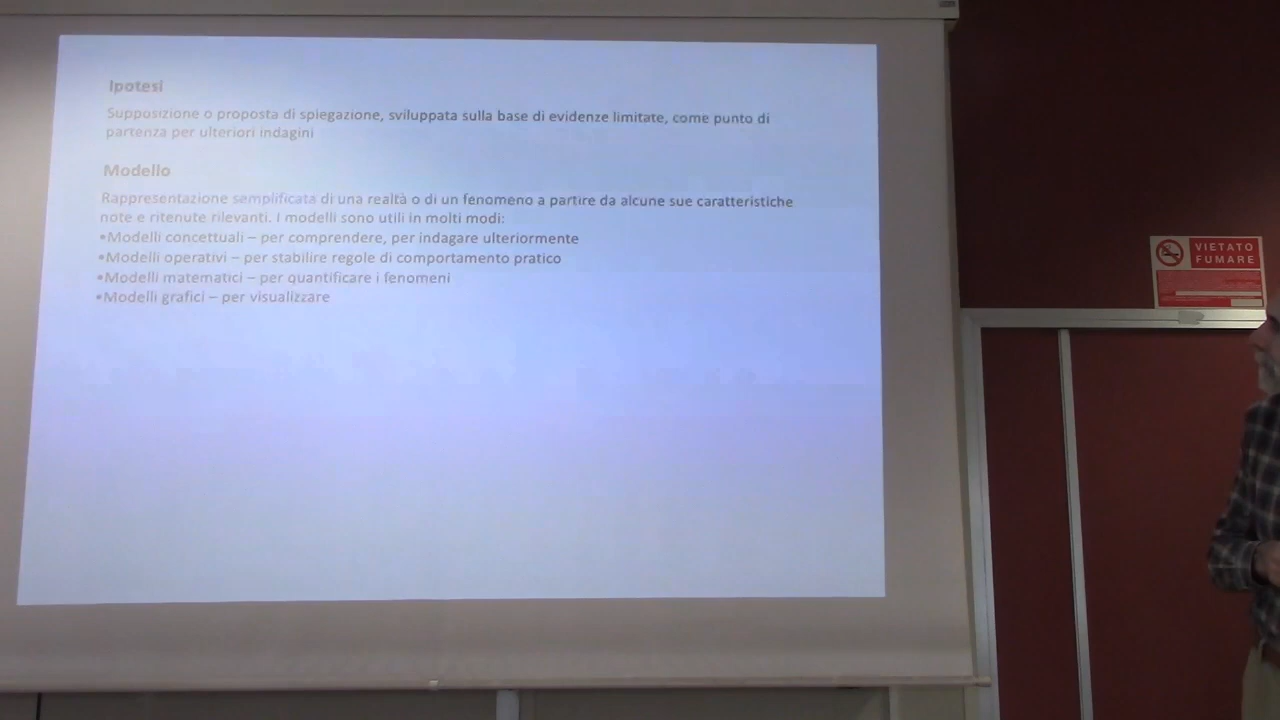 Ipotesi
Supposizione o proposta di spiegazione, sviluppata sulla base di evidenze limitate, come punto di
partenza per ulteriori indagini
Modello
Rappresentazione semplificata di una realtà o di un fenomeno a partire da alcune sue caratteristiche
note e ritenute rilevanti. I modelli sono utili in molti modi:
•Modelli concettuali – per comprendere, per indagare ulteriormente
•Modelli operativi – per stabilire regole di comportamento pratico
•Modelli matematici – per quantificare i fenomeni
•Modelli grafici – per visualizzare
VIETATO
FUMARE